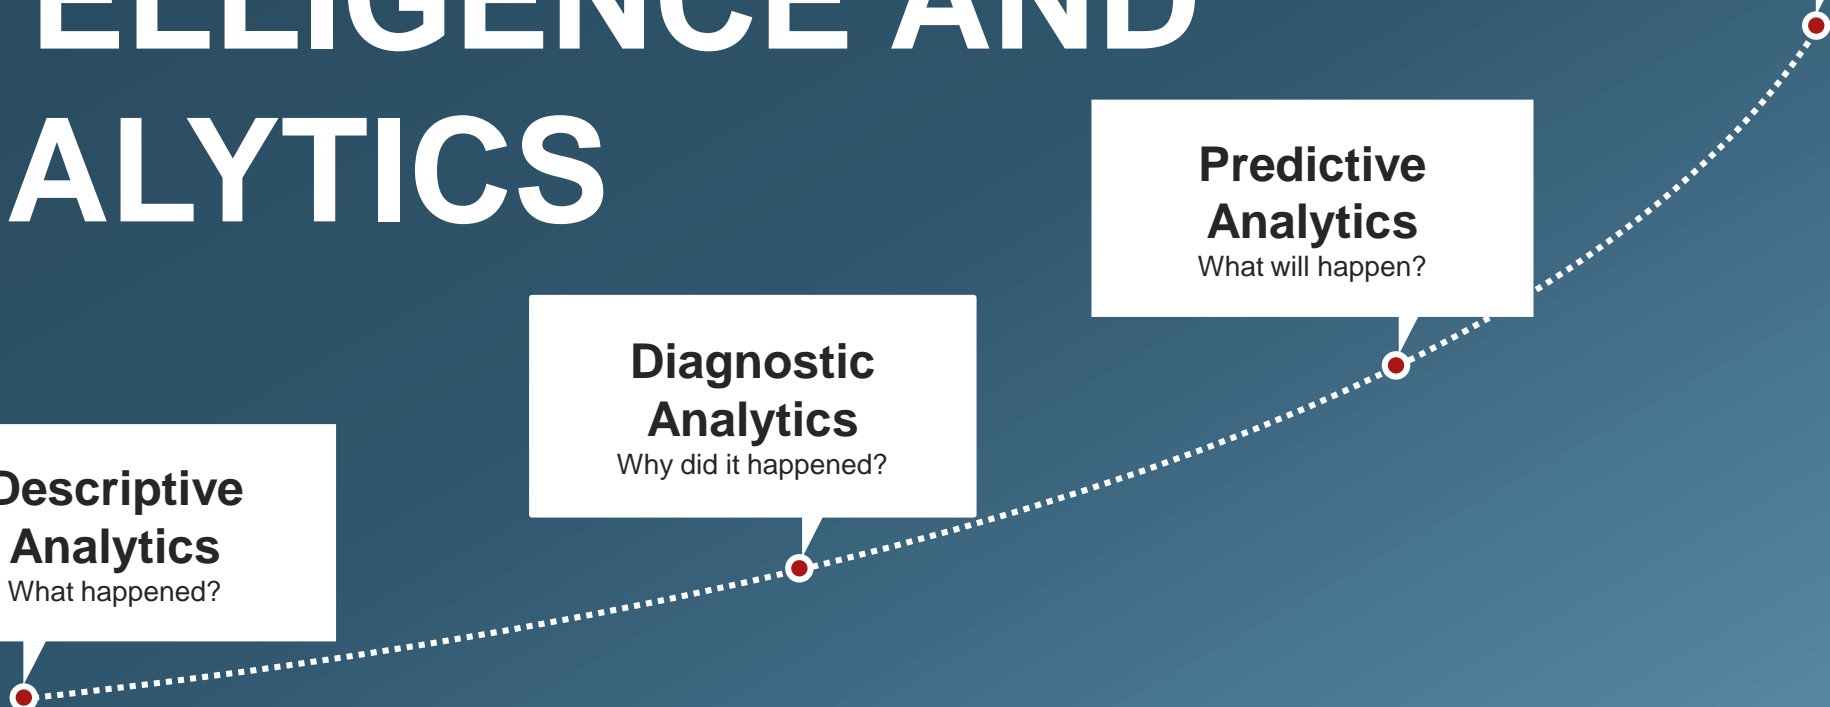 ELLIGENCE AND
ALYTICS
Predictive
Analytics
What will happen?
Diagnostic
Analytics
Why did it happened?
Descriptive
Analytics
What happened?